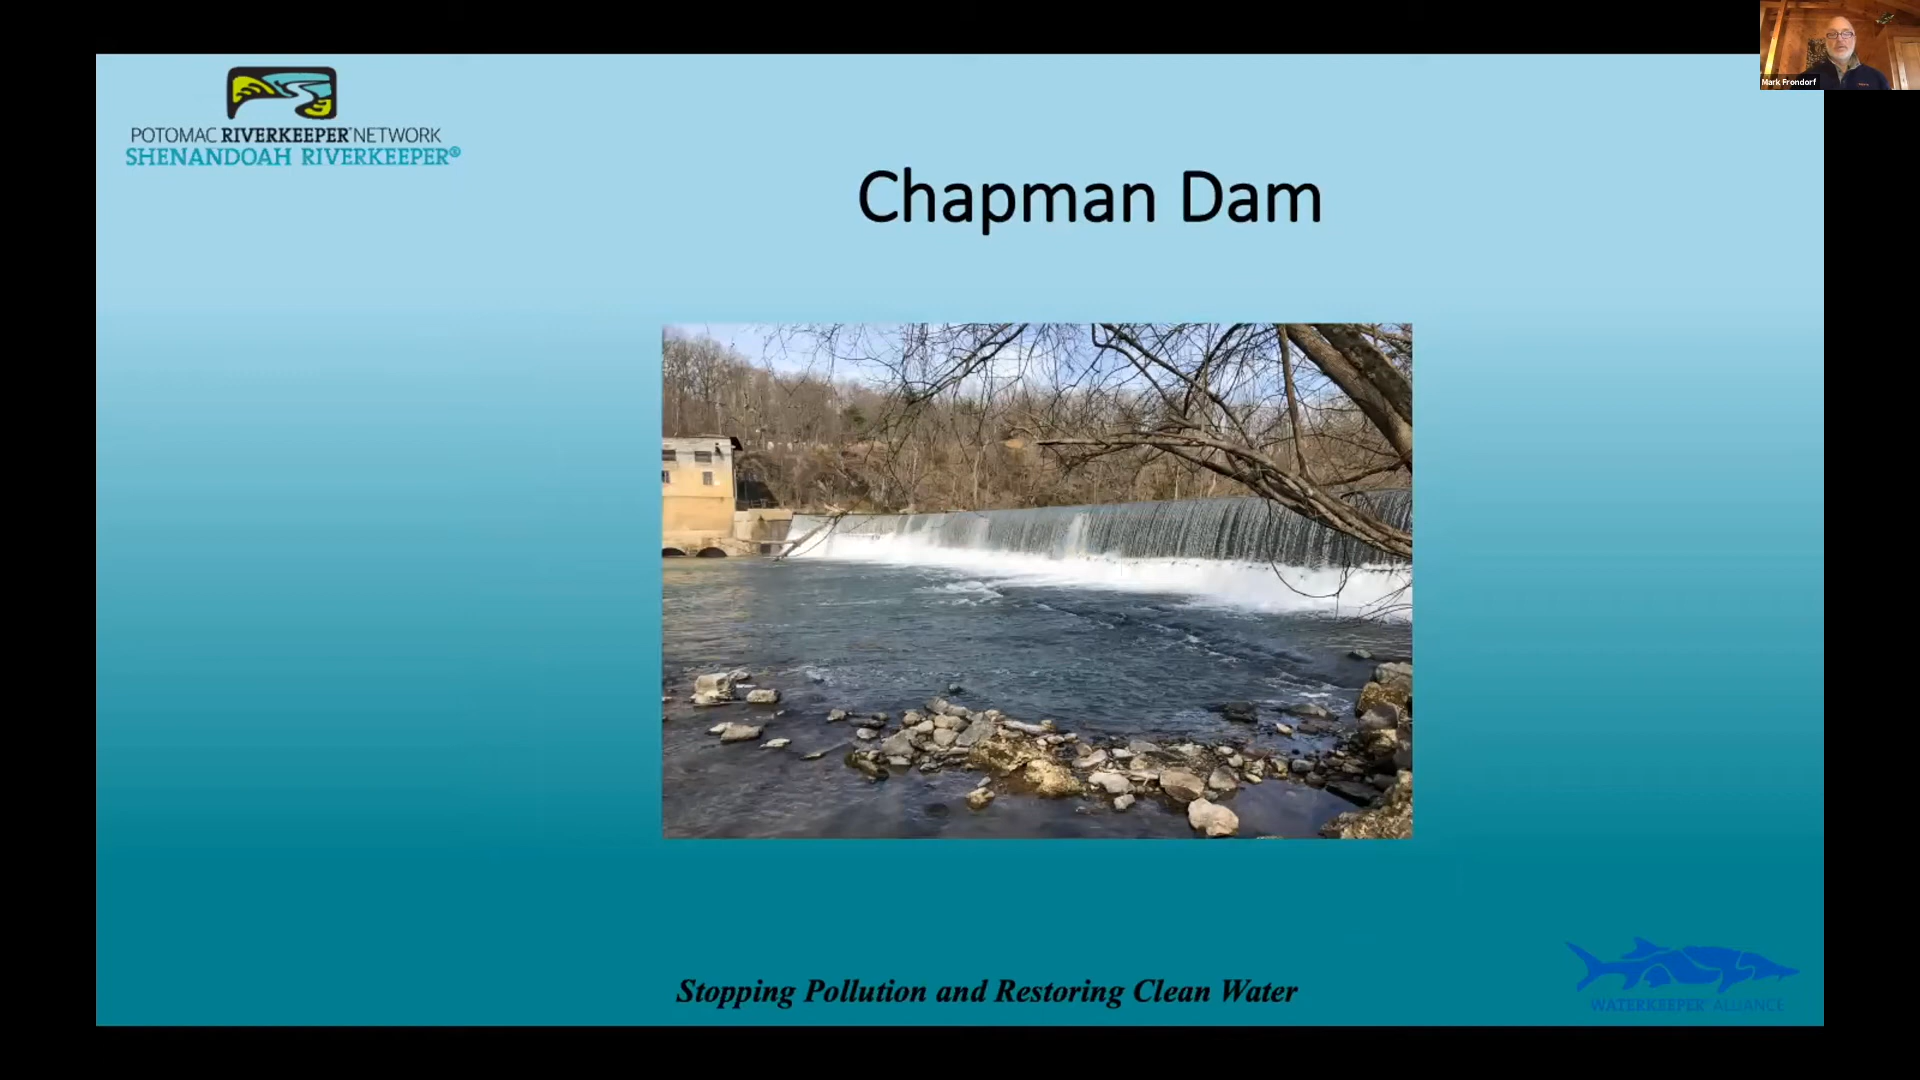 Mark Frondorf
POTOMAC RIVERKEEPER® NETWORK
SHENANDOAH RIVERKEEPER®
Chapman Dam
Stopping Pollution and Restoring Clean Water
WATERKEEPER® ALLIANCE